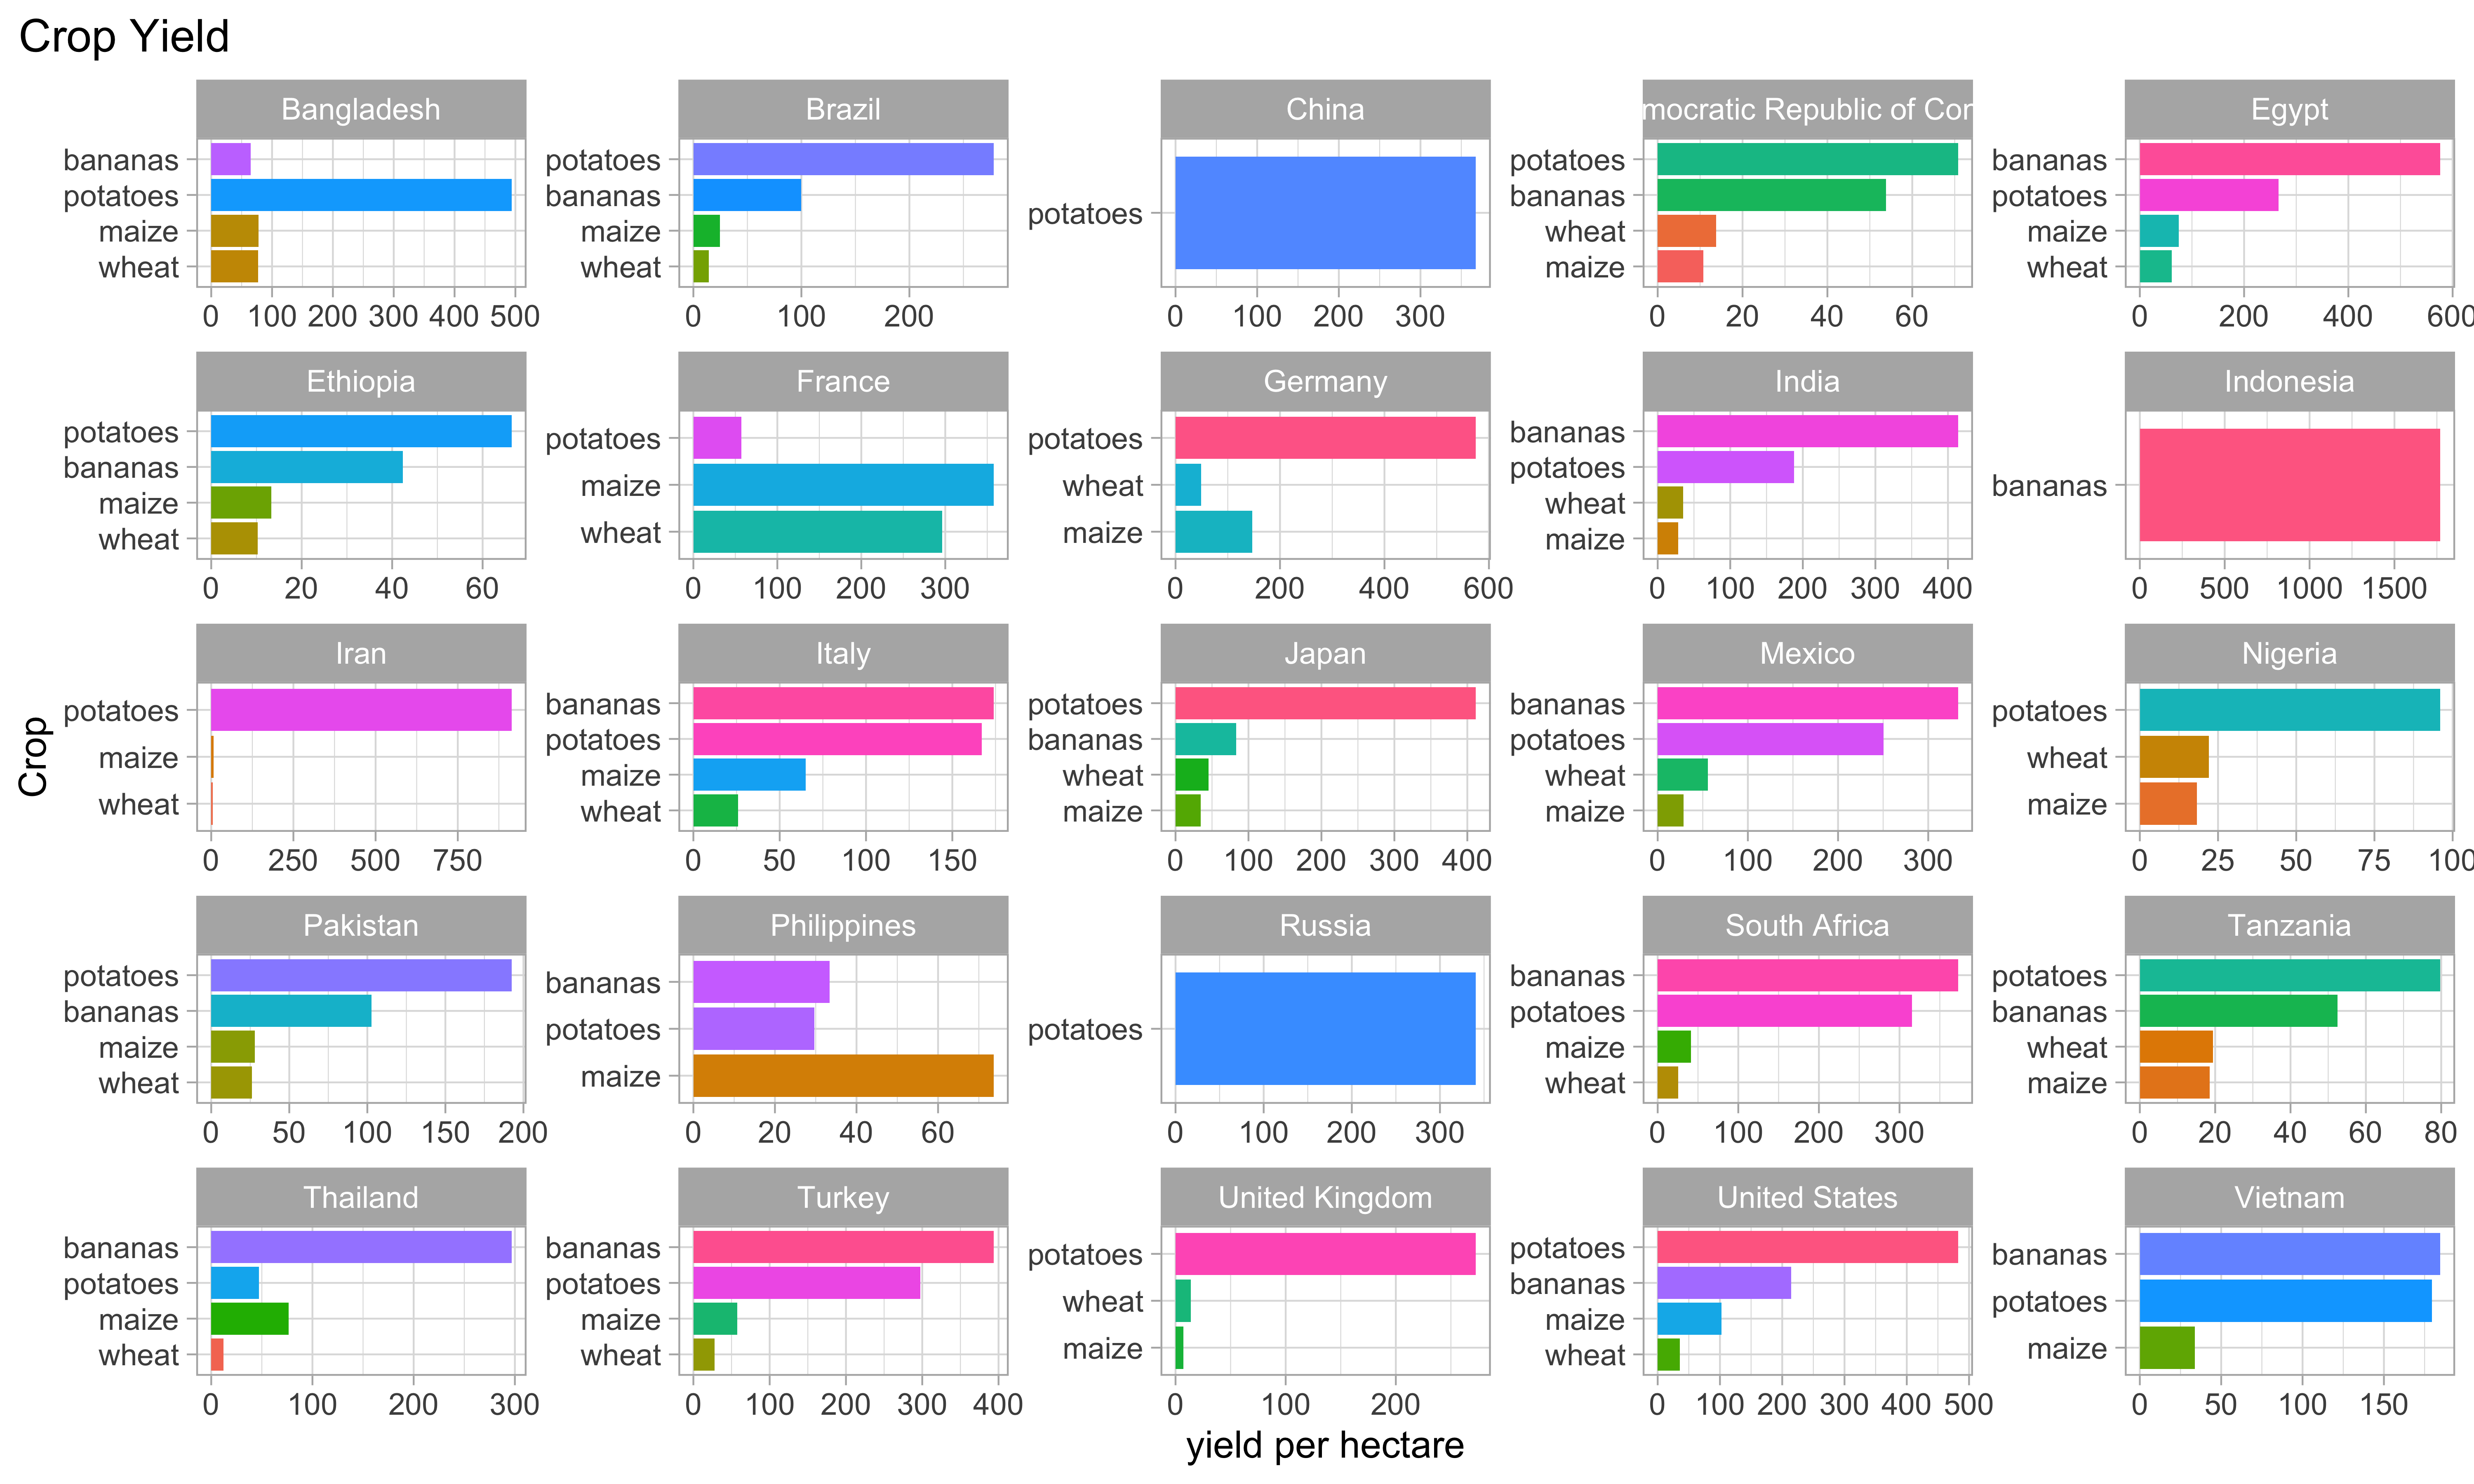 Crop Yield
Bangladesh
bananas
potatoes
maize
wheat
0 100 200 300 400 500
Brazil
potatoes
bananas
maize
wheat
0 100 200
China
potatoes
0 100 200 300
mocratic Republic of Con
potatoes
bananas
wheat
maize
0 20 40 60
Egypt
bananas
potatoes
maize
wheat
0 200 400 600
Ethiopia
potatoes
bananas
maize
wheat
0 20 40 60
France
potatoes
maize
wheat
0 100 200 300
Germany
potatoes
wheat
maize
0 200 400 600
India
bananas
potatoes
wheat
maize
0 100 200 300 400
Indonesia
bananas
0 500 1000 1500
Crop
Iran
potatoes
maize
wheat
0 250 500 750
Italy
bananas
potatoes
maize
wheat
0 50 100 150
Japan
potatoes
bananas
wheat
maize
0 100 200 300 400
Mexico
bananas
potatoes
wheat
maize
0 100 200 300
Nigeria
potatoes
wheat
maize
0 25 50 75 100
Pakistan
potatoes
bananas
maize
wheat
0 50 100 150 200
Philippines
bananas
potatoes
maize
0 20 40 60
Russia
potatoes
0 100 200 300
South Africa
bananas
potatoes
maize
wheat
0 100 200 300
Tanzania
potatoes
bananas
wheat
maize
0 20 40 60 80
Thailand
bananas
potatoes
maize
wheat
0 100 200 300
Turkey
bananas
potatoes
maize
wheat
0 100 200 300 400
United Kingdom
potatoes
wheat
maize
0 100 200
United States
potatoes
bananas
maize
wheat
0 100 200 300 400 500
Vietnam
bananas
potatoes
maize
0 50 100 150
yield per hectare